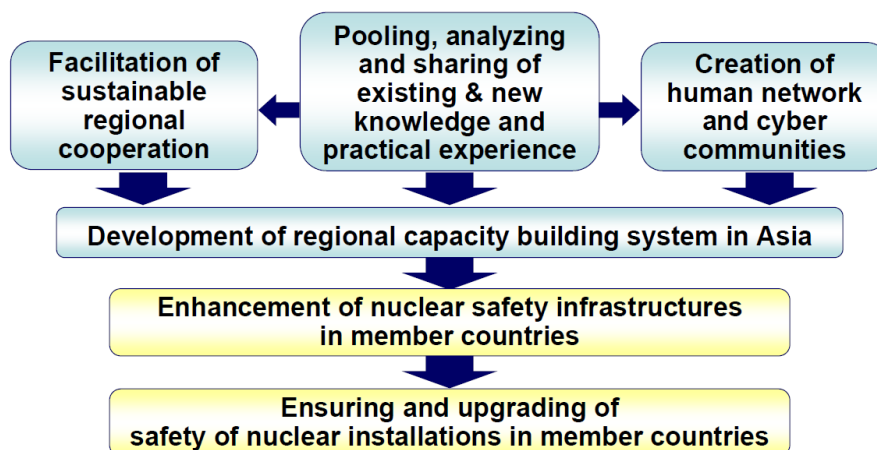 Facilitation of
sustainable
regional
cooperation
Pooling, analyzing
and sharing of
existing & new
knowledge and
practical experience
Creation of
human network
and cyber
communities
Development of regional capacity building system in Asia
Enhancement of nuclear safety infrastructures
in member countries
Ensuring and upgrading of
safety of nuclear installations in member countries